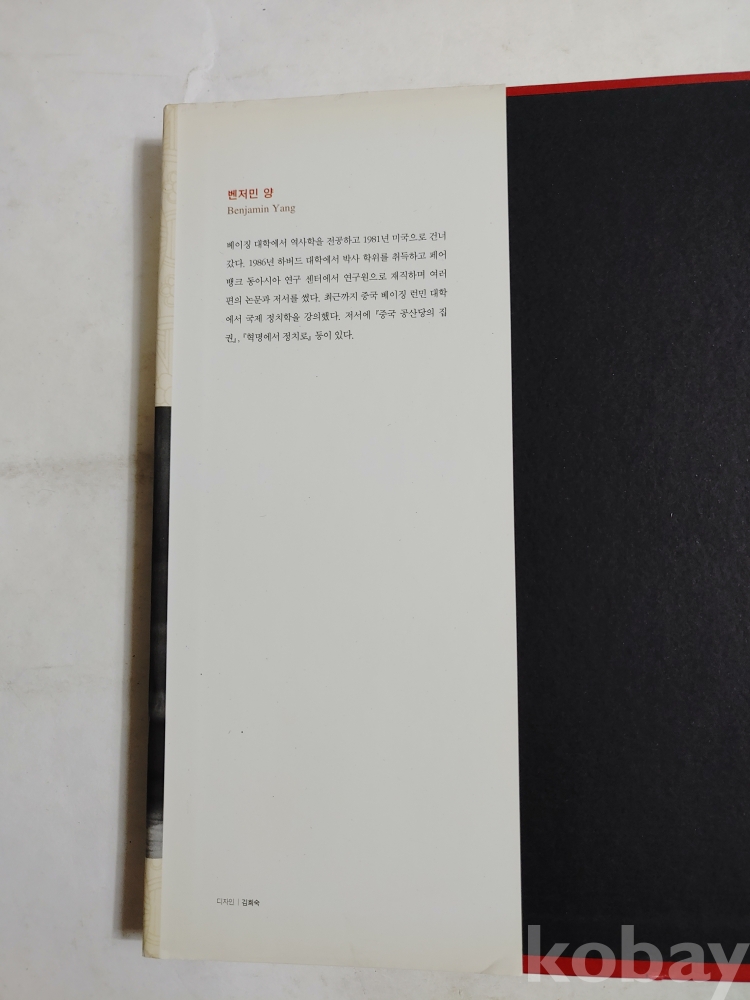 벤저민 양
Benjamin Yang
베이징 대학에서 역사학을 전공하고 1981년 미국으로 건너
갔다. 1986년 하버드 대학에서 박사 학위를 취득하고 페어
뱅크 동아시아 연구 센터에서 연구원으로 재직하며 여러
편의 논문과 저서를 썼다. 최근까지 중국 베이징 런민 대학
에서 국제 정치학을 강의했다. 저서에 『중국 공산당의 집
권』, 『혁명에서 정치로』 등이 있다.
디자인 | 김희숙
kobay